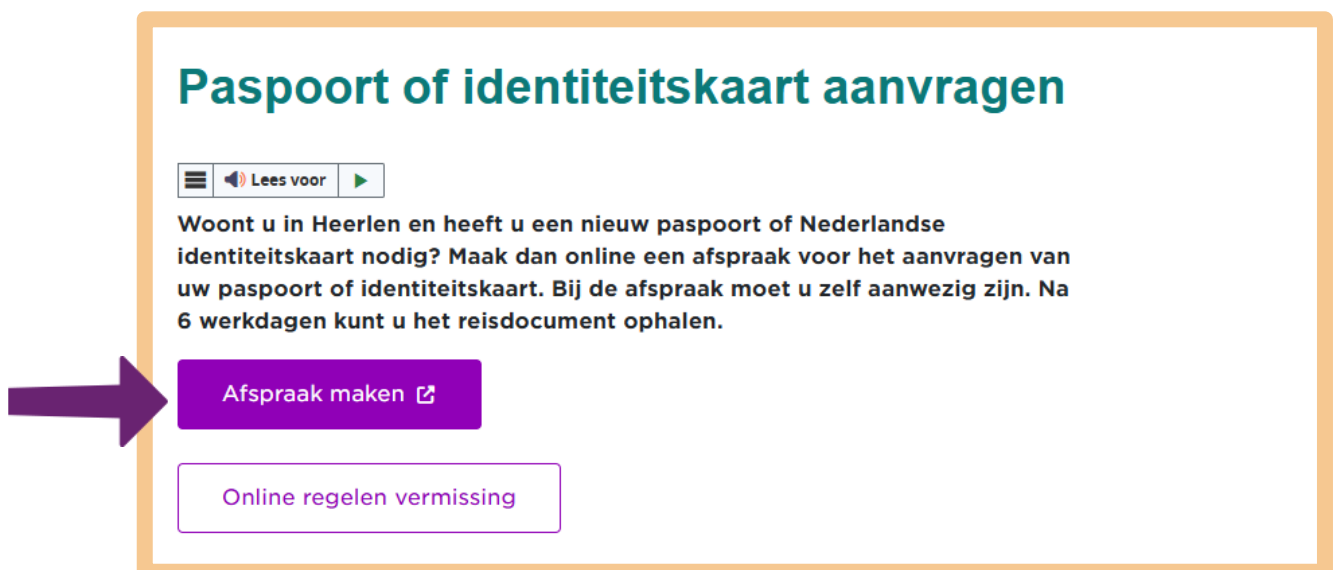 Paspoort of identiteitskaart aanvragen
Lees voor
Woont u in Heerlen en heeft u een nieuw paspoort of Nederlandse
identiteitskaart nodig? Maak dan online een afspraak voor het aanvragen van
uw paspoort of identiteitskaart. Bij de afspraak moet u zelf aanwezig zijn. Na
6 werkdagen kunt u het reisdocument ophalen.
Afspraak maken
Online regelen vermissing